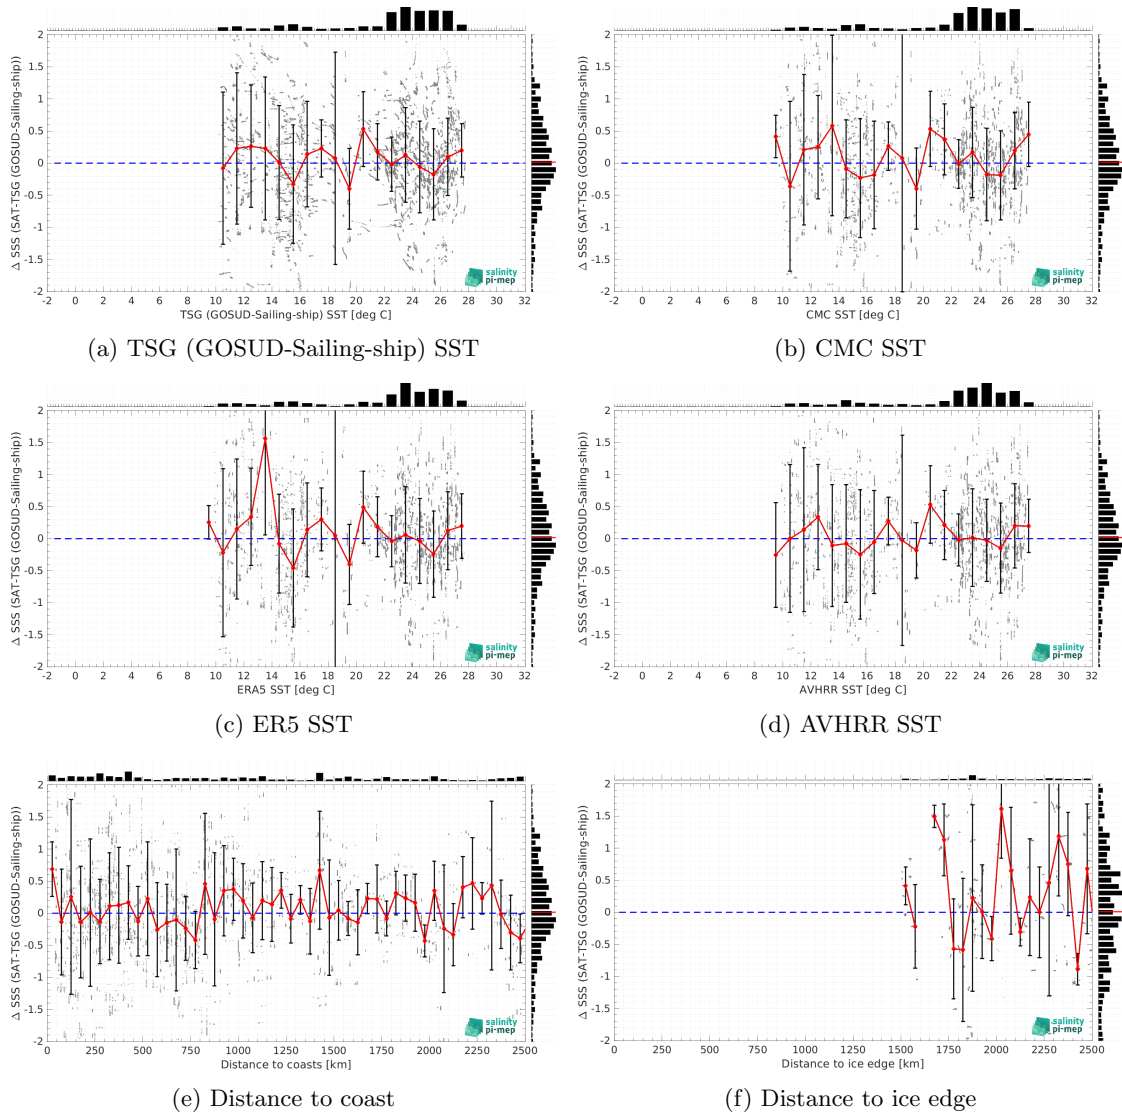 2
1.5
1
0.5
0
-0.5
-1
-1.5
-2
Δ SSS (SAT-TSG (GOSUD-Sailing-ship))
-2 0 2 4 6 8 10 12 14 16 18 20 22 24 26 28 30 32
TSG (GOSUD-Sailing-ship) SST [deg C]
salinity
pi-mep
(a) TSG (GOSUD-Sailing-ship) SST
2
1.5
1
0.5
0
-0.5
-1
-1.5
-2
Δ SSS (SAT-TSG (GOSUD-Sailing-ship))
-2 0 2 4 6 8 10 12 14 16 18 20 22 24 26 28 30 32
CMC SST [deg C]
salinity
pi-mep
(b) CMC SST
2
1.5
1
0.5
0
-0.5
-1
-1.5
-2
Δ SSS (SAT-TSG (GOSUD-Sailing-ship))
-2 0 2 4 6 8 10 12 14 16 18 20 22 24 26 28 30 32
ERA5 SST [deg C]
salinity
pi-mep
(c) ER5 SST
2
1.5
1
0.5
0
-0.5
-1
-1.5
-2
Δ SSS (SAT-TSG (GOSUD-Sailing-ship))
-2 0 2 4 6 8 10 12 14 16 18 20 22 24 26 28 30 32
AVHRR SST [deg C]
salinity
pi-mep
(d) AVHRR SST
2
1.5
1
0.5
0
-0.5
-1
-1.5
-2
Δ SSS (SAT-TSG (GOSUD-Sailing-ship))
0 250 500 750 1000 1250 1500 1750 2000 2250 2500
Distance to coasts [km]
salinity
pi-mep
(e) Distance to coast
2
1.5
1
0.5
0
-0.5
-1
-1.5
-2
Δ SSS (SAT-TSG (GOSUD-Sailing-ship))
0 250 500 750 1000 1250 1500 1750 2000 2250 2500
Distance to ice edge [km]
salinity
pi-mep
(f) Distance to ice edge